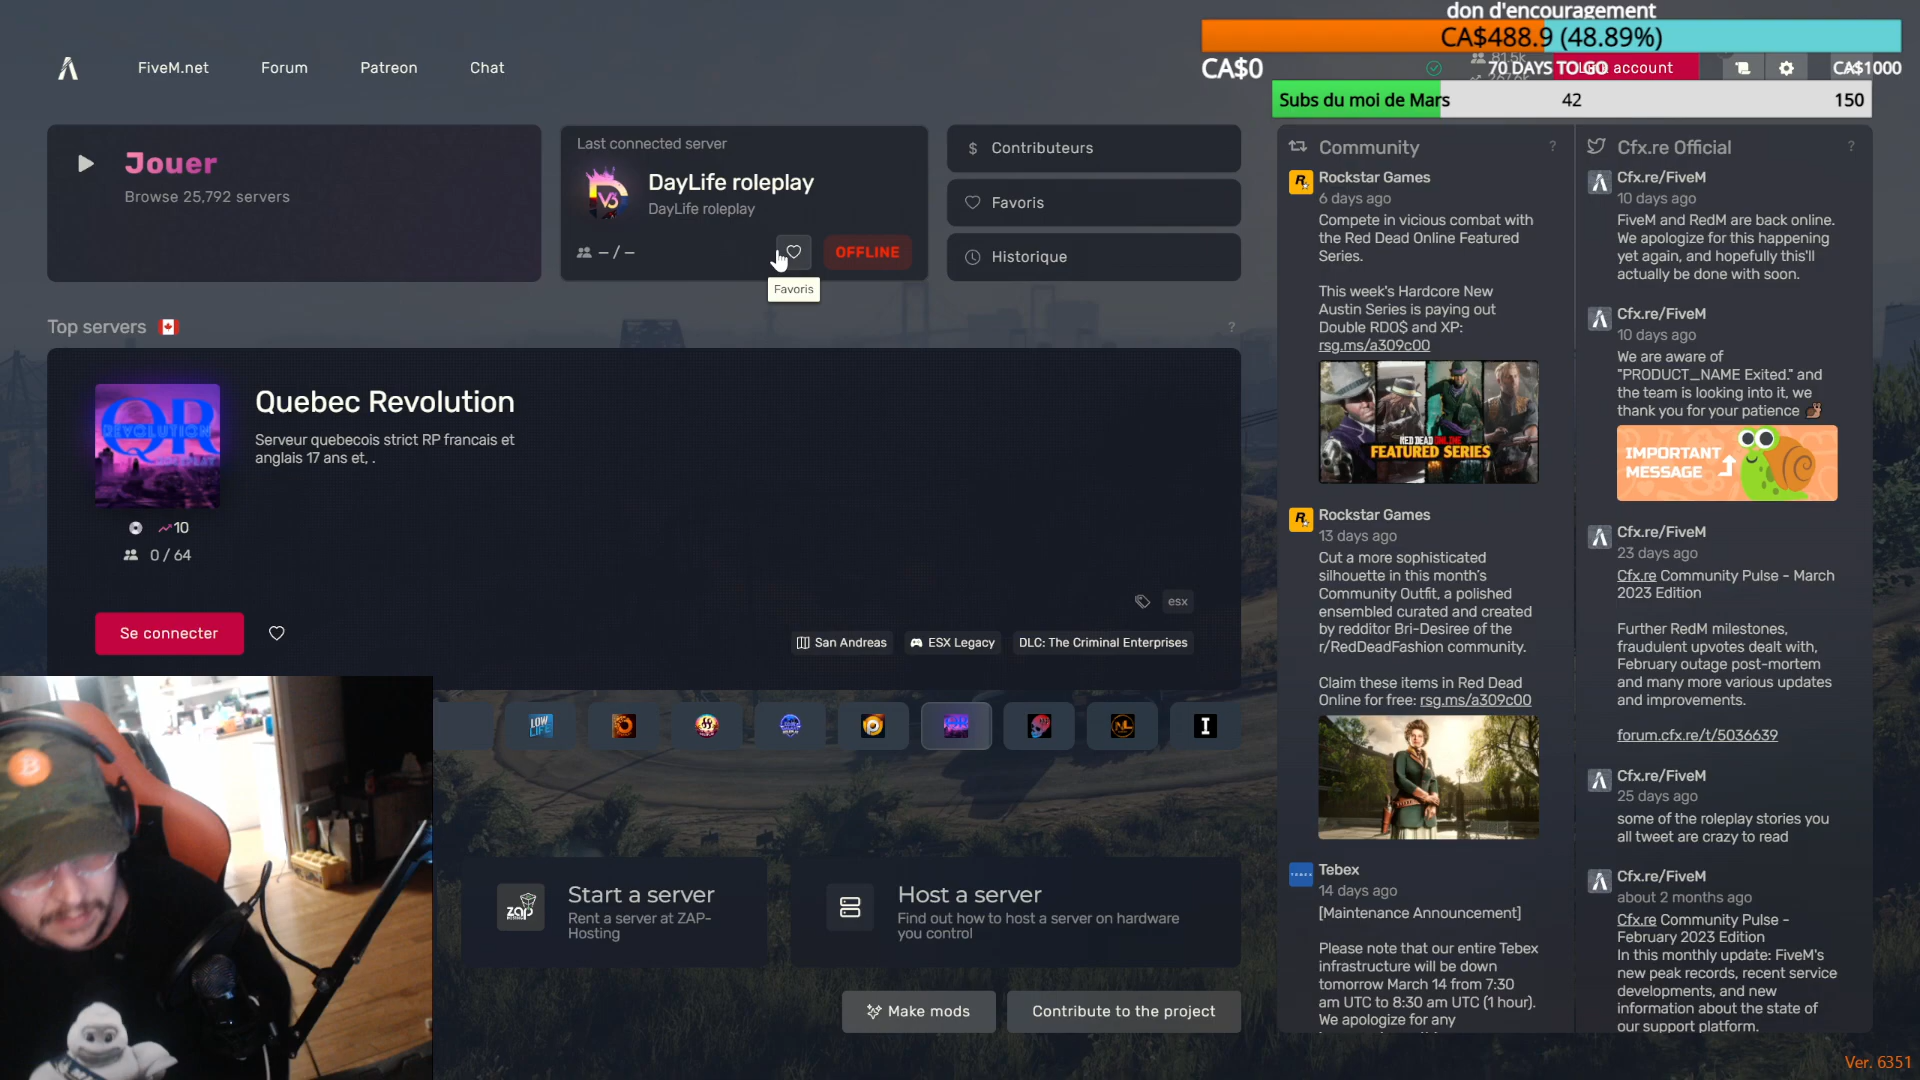 don d'encouragement
CA$488.9 (48.89%)
CA$0
70 DAYS TO GO
account
CA$1000
Subs du moi de Mars
42
150
FiveM.net
Forum
Patreon
Chat
Jouer
Browse 25,792 servers
Last connected server
DayLife roleplay
DayLife roleplay
– / –
OFFLINE
Favoris
Contributeurs
Favoris
Historique
Top servers
?
Quebec Revolution
Serveur quebecois strict RP francais et
anglais 17 ans et, .
QR
REVOLUTION
10
0 / 64
esx
Se connecter
San Andreas
ESX Legacy
DLC: The Criminal Enterprises
LOW
LIFE
Start a server
Rent a server at ZAP-
Hosting
Host a server
Find out how to host a server on hardware
you control
Make mods
Contribute to the project
Community
?
Rockstar Games
6 days ago
Compete in vicious combat with
the Red Dead Online Featured
Series.
This week's Hardcore New
Austin Series is paying out
Double RDO$ and XP:
rsg.ms/a309c00
RED DEAD ONLINE
FEATURED SERIES
Rockstar Games
13 days ago
Cut a more sophisticated
silhouette in this month's
Community Outfit, a polished
ensembled curated and created
by redditor Bri-Desiree of the
r/RedDeadFashion community.
Claim these items in Red Dead
Online for free: rsg.ms/a309c00
Tebex
14 days ago
[Maintenance Announcement]
Please note that our entire Tebex
infrastructure will be down
tomorrow March 14 from 7:30
am UTC to 8:30 am UTC (1 hour).
We apologize for any
Cfx.re Official
?
Cfx.re/FiveM
10 days ago
FiveM and RedM are back online.
We apologize for this happening
yet again, and hopefully this'll
actually be done with soon.
Cfx.re/FiveM
10 days ago
We are aware of
"PRODUCT_NAME Exited." and
the team is looking into it, we
thank you for your patience
IMPORTANT
MESSAGE
Cfx.re/FiveM
23 days ago
Cfx.re Community Pulse - March
2023 Edition
Further RedM milestones,
fraudulent upvotes dealt with,
February outage post-mortem
and many more various updates
and improvements.
forum.cfx.re/t/5036639
Cfx.re/FiveM
25 days ago
some of the roleplay stories you
all tweet are crazy to read
Cfx.re/FiveM
about 2 months ago
Cfx.re Community Pulse -
February 2023 Edition
In this monthly update: FiveM's
new peak records, recent service
developments, and new
information about the state of
our support platform.
Ver. 6351